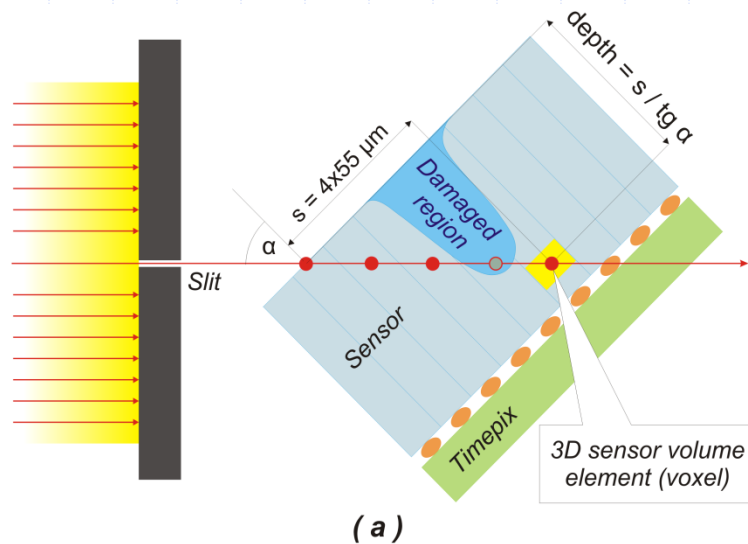 depth = s / tg α
s = 4x55 µm
Damaged
region
α
Slit
Sensor
Timepix
3D sensor volume
element (voxel)
( a )